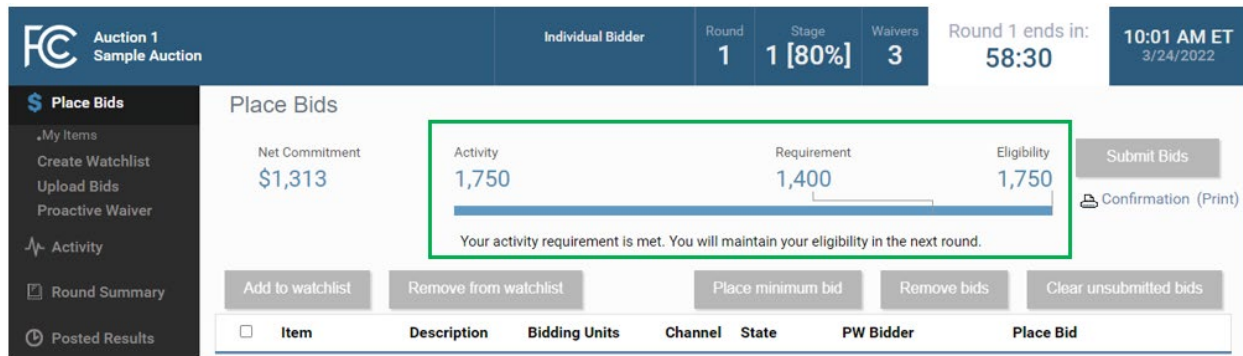 FCC
Auction 1
Sample Auction
Individual Bidder
Round
1
Stage
1 [80%]
Waivers
3
Round 1 ends in:
58:30
10:01 AM ET
3/24/2022
$ Place Bids
My Items
Create Watchlist
Upload Bids
Proactive Waiver
Activity
Round Summary
Posted Results
Place Bids
Net Commitment
$1,313
Activity
1,750
Requirement
1,400
Eligibility
1,750
Your activity requirement is met. You will maintain your eligibility in the next round.
Submit Bids
Confirmation (Print)
Add to watchlist
Remove from watchlist
Place minimum bid
Remove bids
Clear unsubmitted bids
Item Description Bidding Units Channel State PW Bidder Place Bid